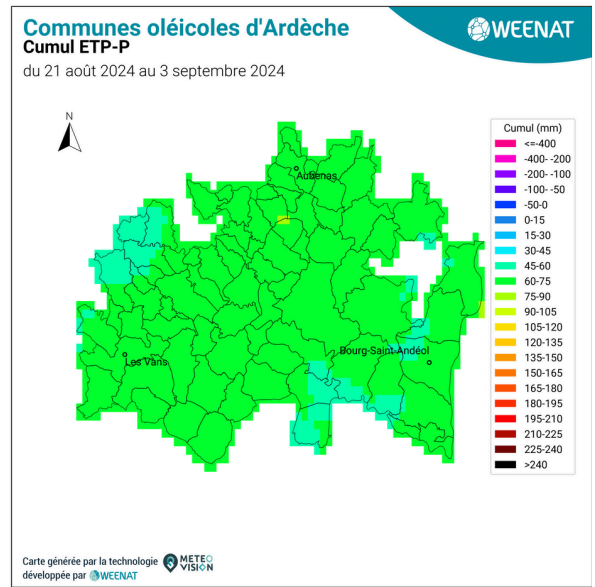 Communes oléicoles d'Ardèche
Cumul ETP-P
du 21 août 2024 au 3 septembre 2024
WEENAT
N
Aubenas
Les Vans
Bourg-Saint-Andéol
Cumul (mm)
<=-400
-400- -200
-200- -100
-100- -50
-50-0
0-15
15-30
30-45
45-60
60-75
75-90
90-105
105-120
120-135
135-150
150-165
165-180
180-195
195-210
210-225
225-240
>240
Carte générée par la technologie METEO VISION
développée par WEENAT